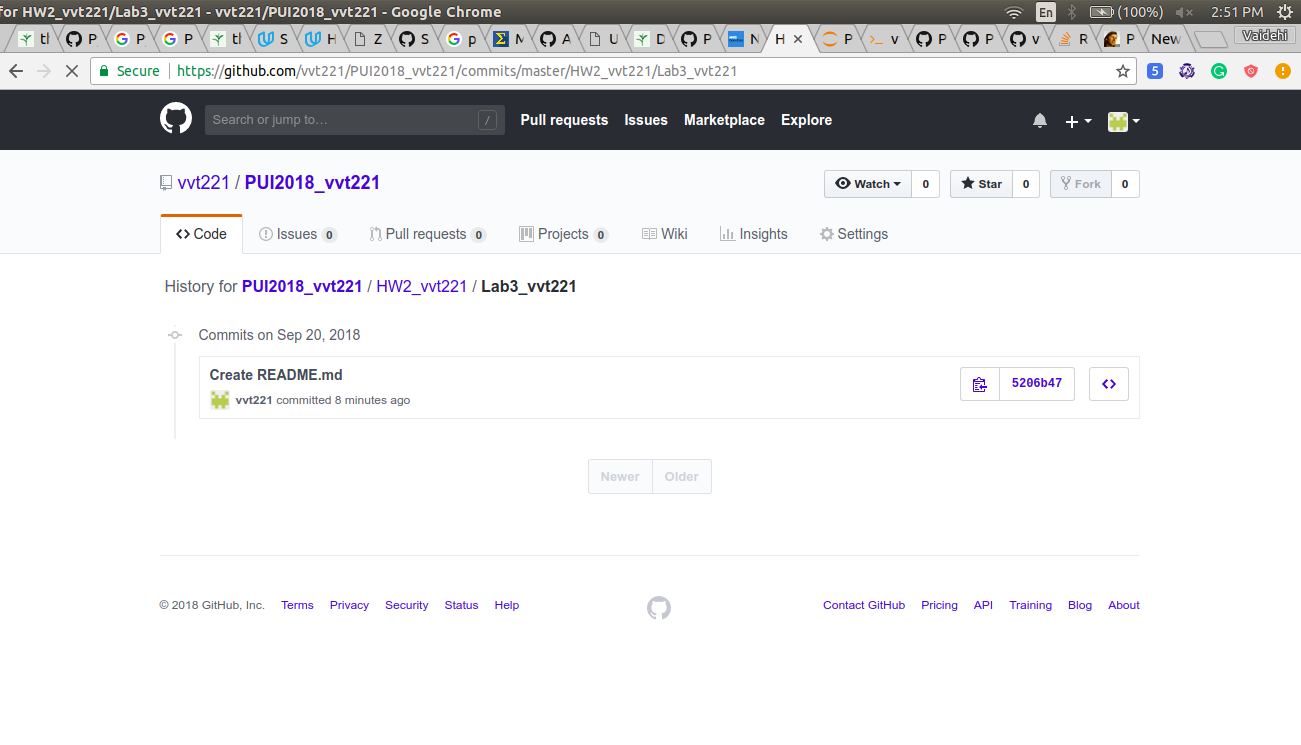 for HW2_vvt221/Lab3_vvt221 - vvt221/PUI2018_vvt221 - Google Chrome
En (100%) 2:51 PM
tl P P P tl S H Z S p M A U D P N H P v P P v R P New Vaidehi
Secure https://github.com/vvt221/PUI2018_vvt221/commits/master/HW2_vvt221/Lab3_vvt221 5
Search or jump to… / Pull requests Issues Marketplace Explore
vvt221 / PUI2018_vvt221 Watch 0 Star 0 Fork 0
Code Issues 0 Pull requests 0 Projects 0 Wiki Insights Settings
History for PUI2018_vvt221 / HW2_vvt221 / Lab3_vvt221
Commits on Sep 20, 2018
Create README.md 5206b47
vvt221 committed 8 minutes ago
Newer Older
© 2018 GitHub, Inc. Terms Privacy Security Status Help Contact GitHub Pricing API Training Blog About